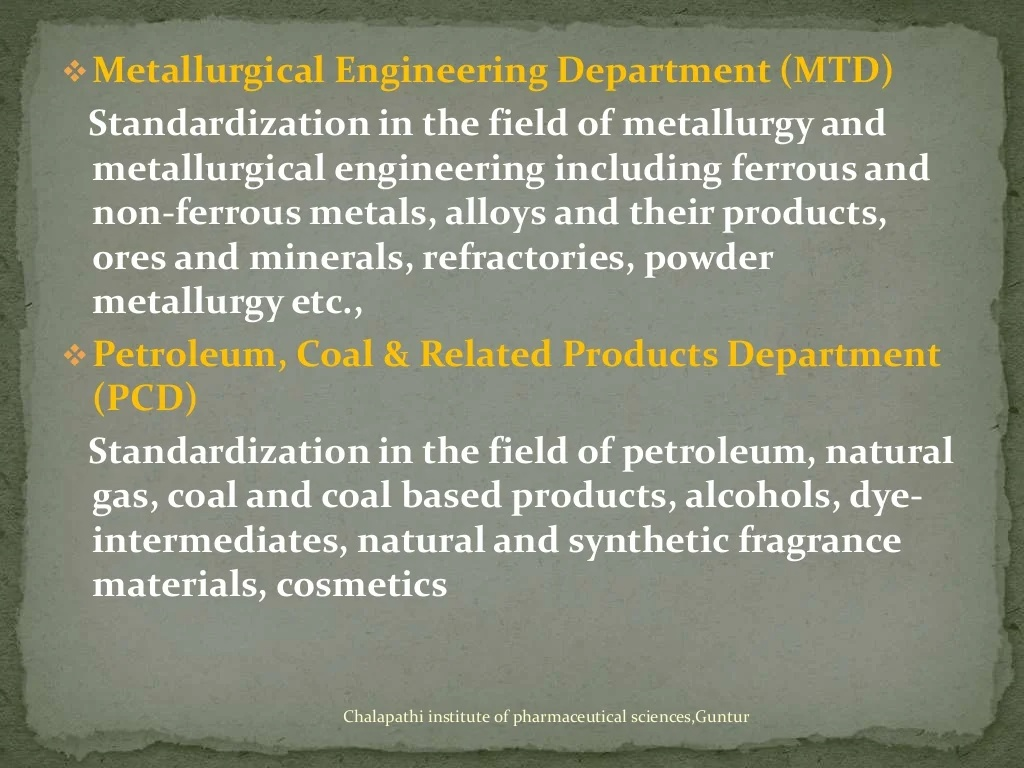 ❖Metallurgical Engineering Department (MTD)
Standardization in the field of metallurgy and
metallurgical engineering including ferrous and
non-ferrous metals, alloys and their products,
ores and minerals, refractories, powder
metallurgy etc.,
❖Petroleum, Coal & Related Products Department
(PCD)
Standardization in the field of petroleum, natural
gas, coal and coal based products, alcohols, dye-
intermediates, natural and synthetic fragrance
materials, cosmetics
Chalapathi institute of pharmaceutical sciences,Guntur